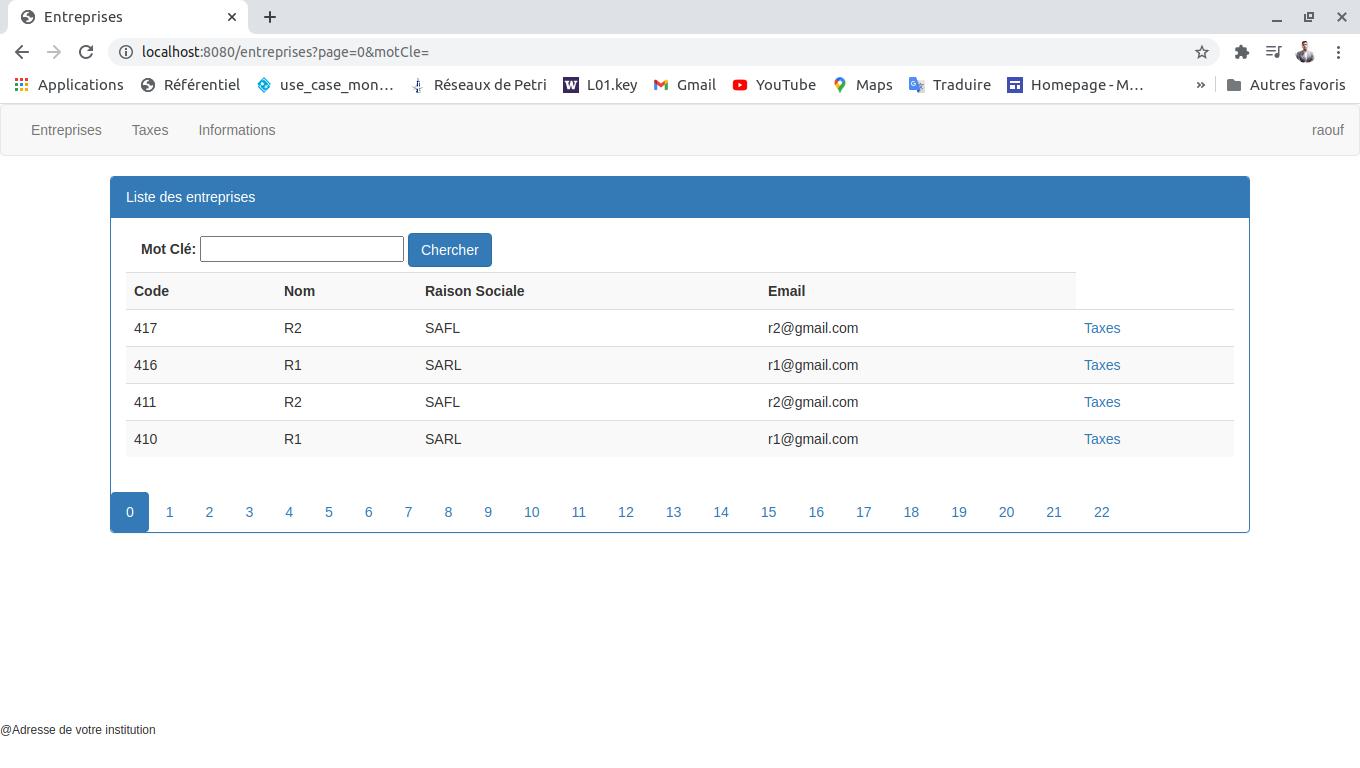 Entreprises
localhost:8080/entreprises?page=0&motCle=
Applications Référentiel use_case_mon... Réseaux de Petri W L01.key Gmail YouTube Maps Traduire Homepage - M... » Autres favoris
Entreprises Taxes Informations raouf
Liste des entreprises
Mot Clé: Chercher
Code Nom Raison Sociale Email
417 R2 SAFL r2@gmail.com Taxes
416 R1 SARL r1@gmail.com Taxes
411 R2 SAFL r2@gmail.com Taxes
410 R1 SARL r1@gmail.com Taxes
0 1 2 3 4 5 6 7 8 9 10 11 12 13 14 15 16 17 18 19 20 21 22
@Adresse de votre institution